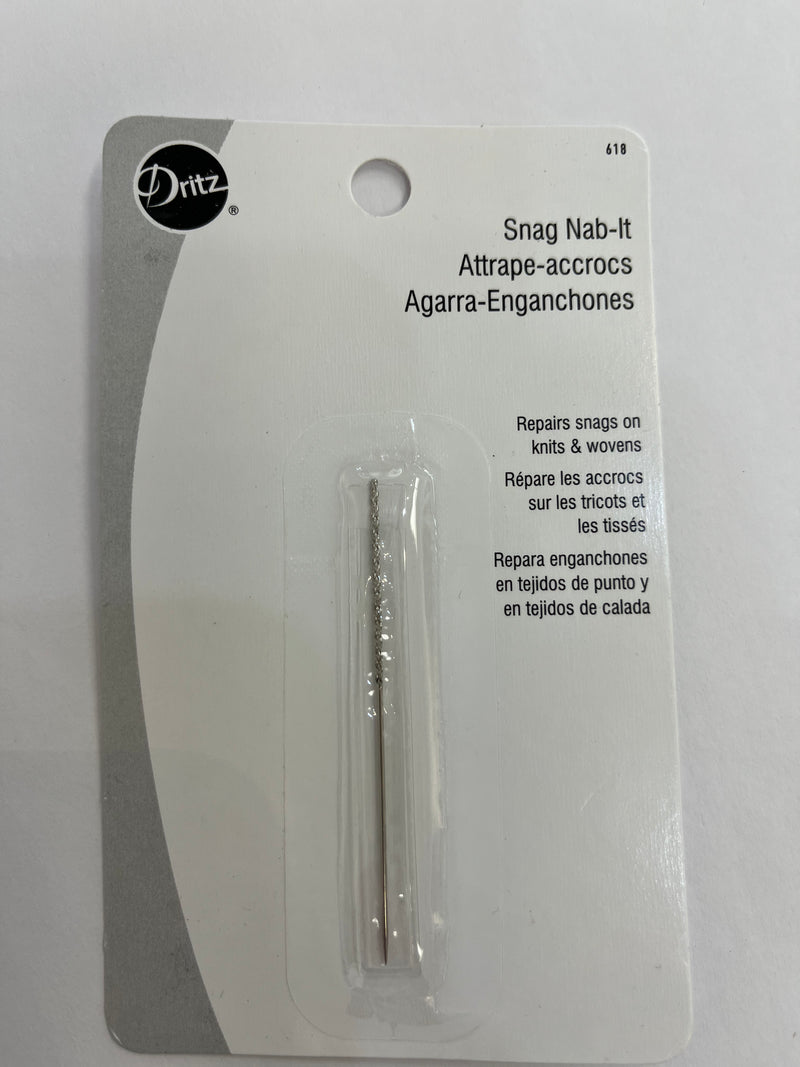 Dritz®
618
Snag Nab-It
Attrape-accrocs
Agarra-Enganchones
Repairs snags on
knits & wovens
Répare les accrocs
sur les tricots et
les tissés
Repara enganchones
en tejidos de punto y
en tejidos de calada